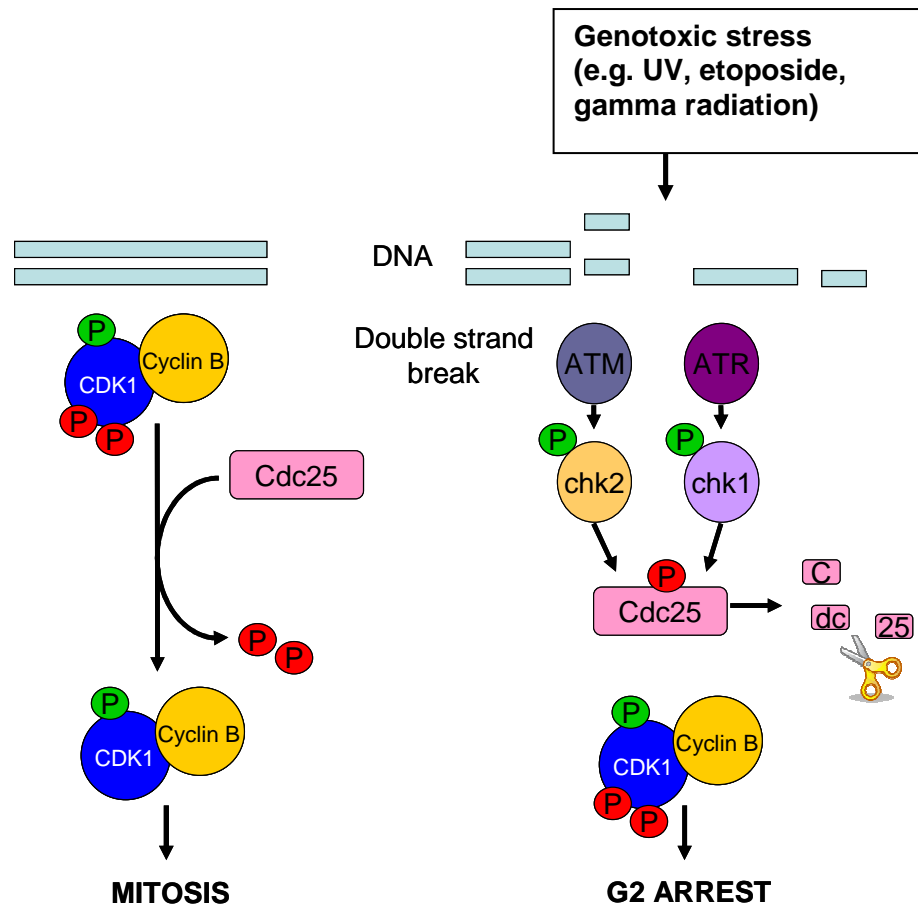 Genotoxic stress
(e.g. UV, etoposide,
gamma radiation)
DNA
Double strand
break
P
Cyclin B
CDK1
P
P
Cdc25
P
P
P
Cyclin B
CDK1
MITOSIS
ATM
ATR
P
P
chk2
chk1
P
Cdc25
C
dc
25
P
Cyclin B
CDK1
P
P
G2 ARREST